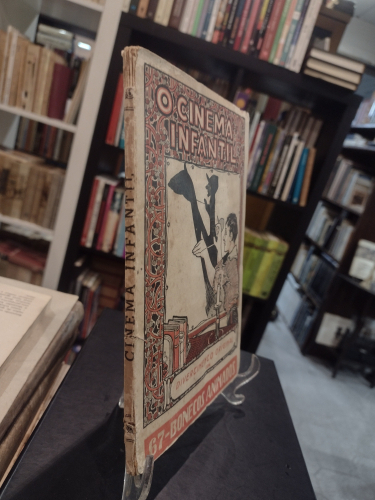 O CINEMA
INFANTIL
CINEMA INFANTIL
67-BONECOS ANIMADOS